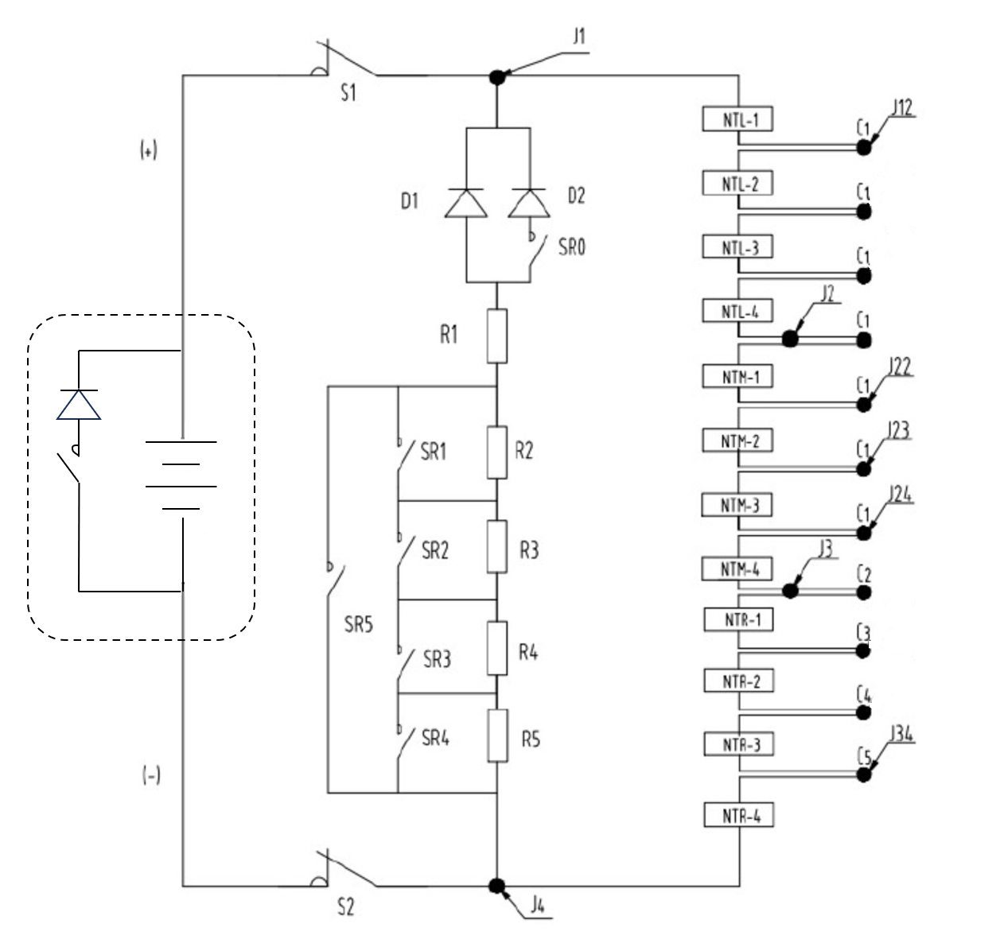 J1
S1
J12
NTL-1
C1
(+)
NTL-2
C1
D1
D2
SR0
NTL-3
C1
J2
NTL-4
C1
R1
J22
NTM-1
C1
J23
NTM-2
C1
SR1
R2
J24
NTM-3
C1
SR2
R3
J3
NTM-4
C2
SR5
NTR-1
C3
SR3
R4
NTR-2
C4
SR4
R5
J34
NTR-3
C5
(-)
NTR-4
S2
J4